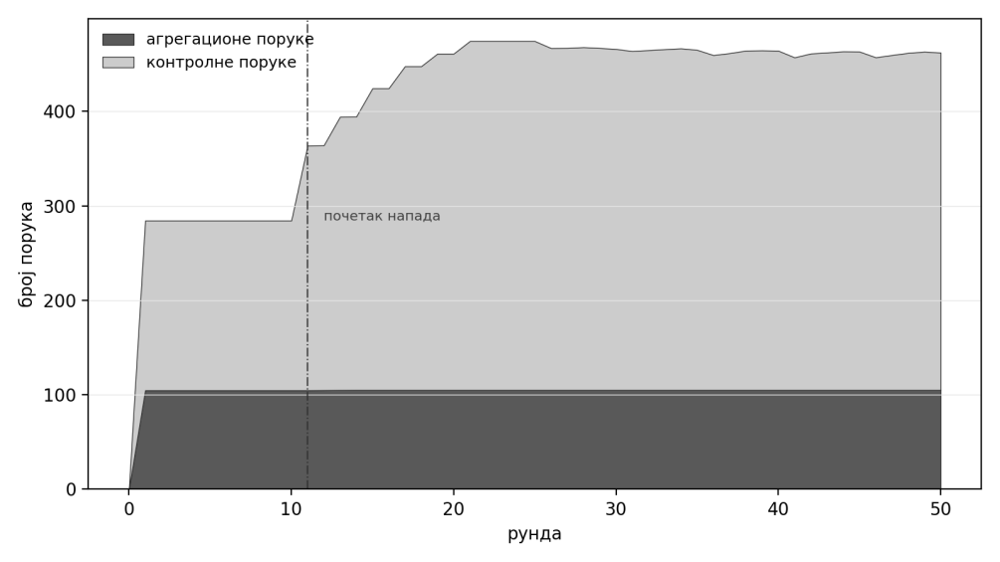 агрегационе поруке
контролне поруке
почетак напада
број порука
400
300
200
100
0
0 10 20 30 40 50
рунда